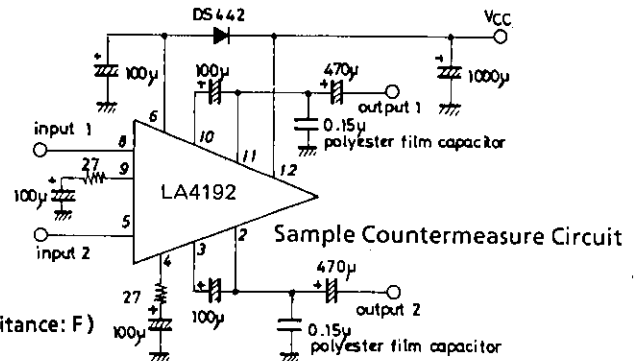 DS442
VCC
100μ
100μ
470μ
1000μ
output 1
6
10
input 1
0.15μ
polyester film capacitor
8
11
27
9
12
LA4192
100μ
5
Sample Countermeasure Circuit
input 2
2
3
4
470μ
27
100μ
output 2
itance: F)
100μ
0.15μ
polyester film capacitor